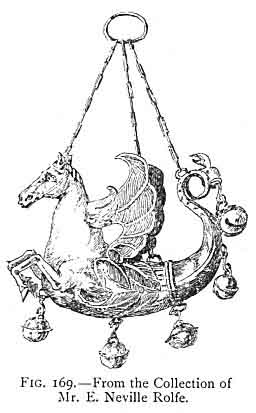 FIG. 169.—From the Collection of
Mr. E. Neville Rolfe.